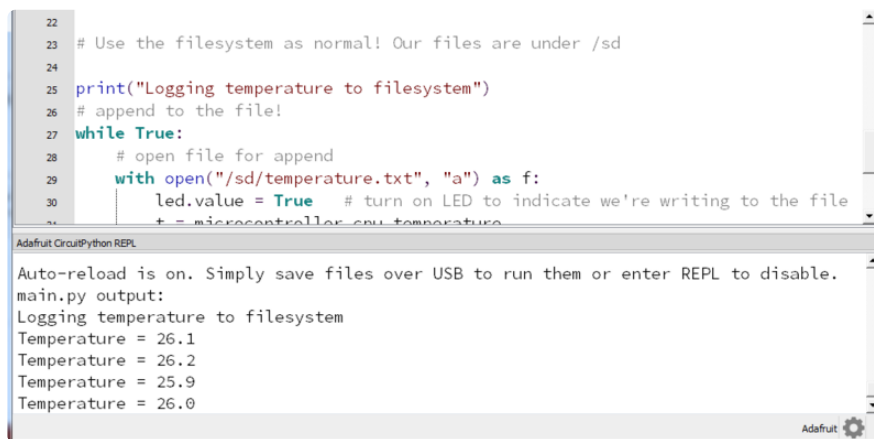 22
23 # Use the filesystem as normal! Our files are under /sd
24
25 print("Logging temperature to filesystem")
26 # append to the file!
27 while True:
28 # open file for append
29 with open("/sd/temperature.txt", "a") as f:
30 led.value = True # turn on LED to indicate we're writing to the file
31 t = microcontroller.cpu.temperature
Adafruit CircuitPython REPL
Auto-reload is on. Simply save files over USB to run them or enter REPL to disable.
main.py output:
Logging temperature to filesystem
Temperature = 26.1
Temperature = 26.2
Temperature = 25.9
Temperature = 26.0
Adafruit